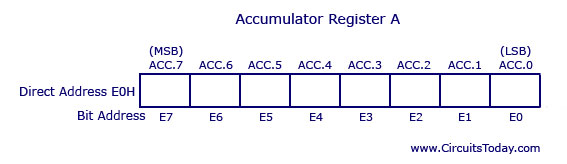 Accumulator Register A
(MSB) (LSB)
ACC.7 ACC.6 ACC.5 ACC.4 ACC.3 ACC.2 ACC.1 ACC.0
Direct Address E0H
Bit Address E7 E6 E5 E4 E3 E2 E1 E0
www.CircuitsToday.com